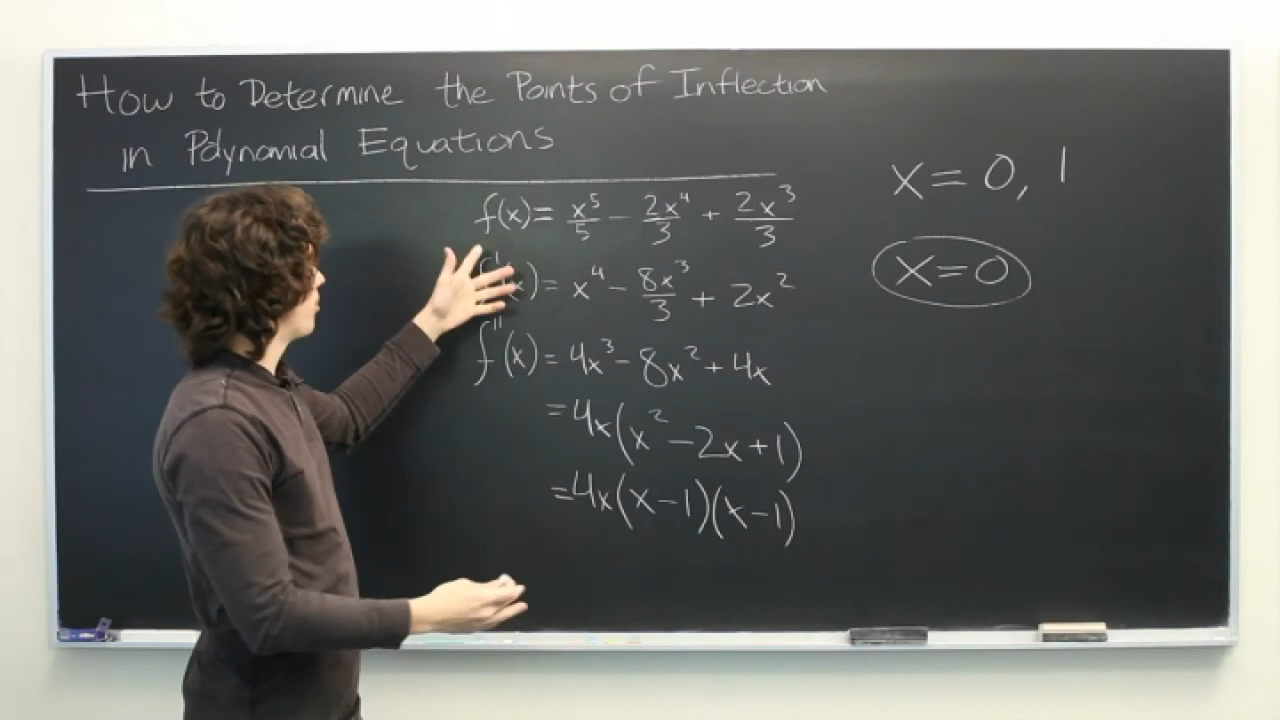 How to Determine the Points of Inflection
in Polynomial Equations
f(x) = x⁵/5 - 2x⁴/3 + 2x³/3
f'(x) = x⁴ - 8x³/3 + 2x²
f''(x) = 4x³ - 8x² + 4x
= 4x(x² - 2x + 1)
= 4x(x - 1)(x - 1)
x = 0, 1
x = 0